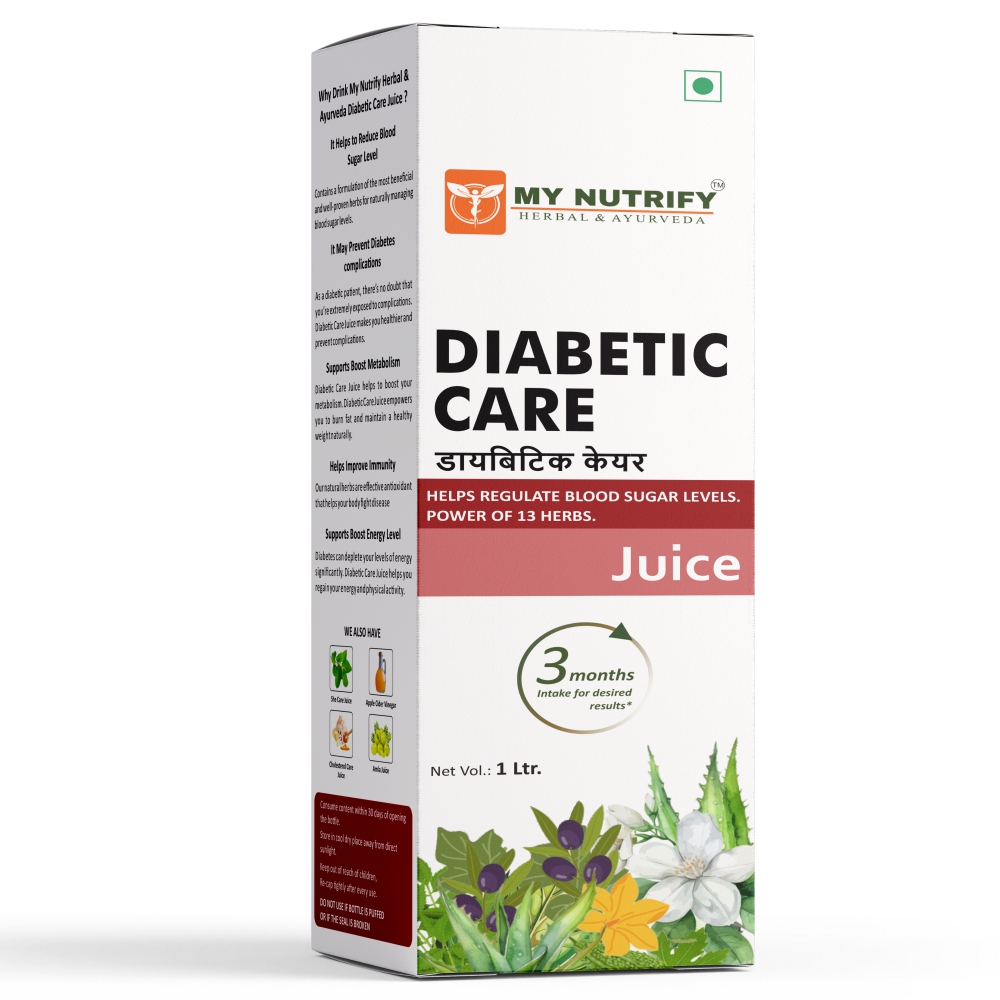 Why Drink My Nutrify Herbal &
Ayurveda Diabetic Care Juice ?
It Helps to Reduce Blood
Sugar Level
Contains a formulation of the most beneficial
and well-proven herbs for naturally managing
blood sugar levels.
It May Prevent Diabetes
complications
As a diabetic patient, there's no doubt that
you're extremely exposed to complications.
Diabetic Care Juice makes you healthier and
prevent complications.
Supports Boost Metabolism
Diabetic Care Juice helps to boost your
metabolism. Diabetic Care Juice empowers
you to burn fat and maintain a healthy
weight naturally.
Helps Improve Immunity
Our natural herbs are effective antioxidant
that helps your body fight disease
Supports Boost Energy Level
Diabetes can deplete your levels of energy
significantly. Diabetic Care Juice helps you
regain your energy and physical activity.
WE ALSO HAVE
She Care Juice
Apple Cider Vinegar
Cholesterol Care
Juice
Amla Juice
Consume content within 30 days of opening
the bottle.
Store in cool dry place away from direct
sunlight.
Keep out of reach of children,
Re-cap tightly after every use.
DO NOT USE IF BOTTLE IS PUFFED
OR IF THE SEAL IS BROKEN
MY NUTRIFY TM
HERBAL & AYURVEDA
DIABETIC
CARE
डायबिटिक केयर
HELPS REGULATE BLOOD SUGAR LEVELS.
POWER OF 13 HERBS.
Juice
3 months
Intake for desired
results*
Net Vol.: 1 Ltr.